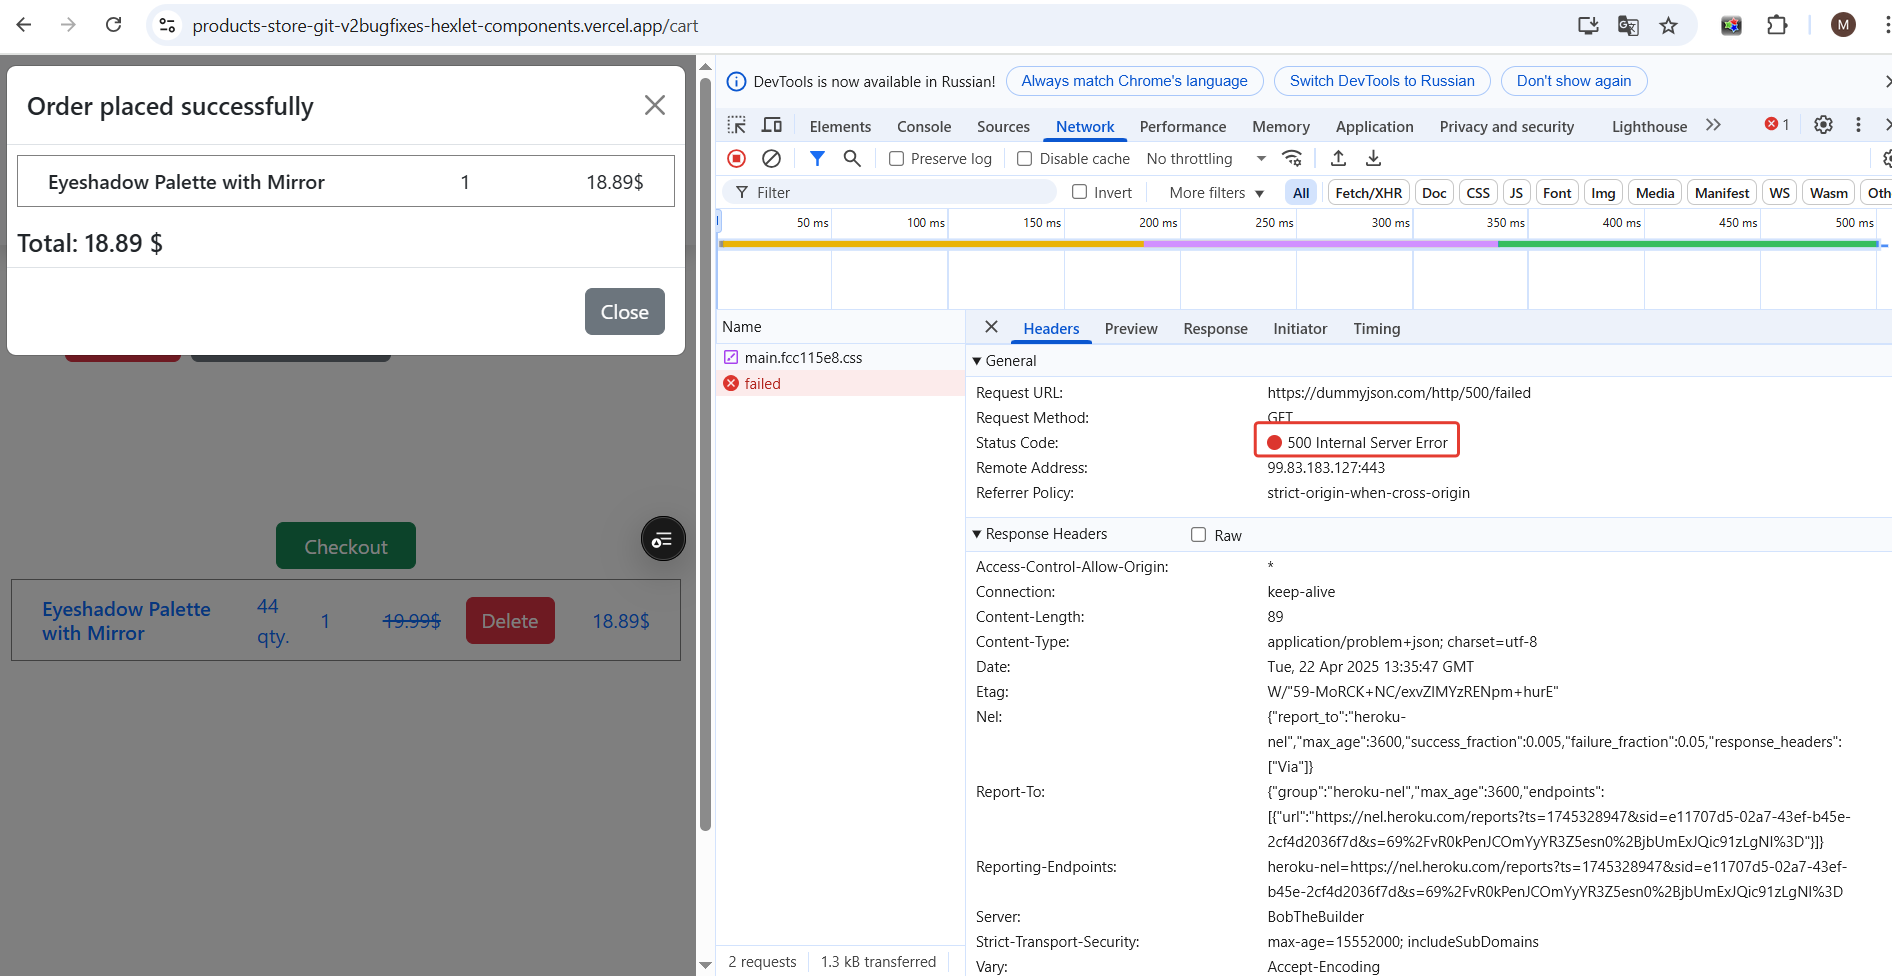 products-store-git-v2bugfixes-hexlet-components.vercel.app/cart
M
Order placed successfully
Eyeshadow Palette with Mirror 1 18.89$
Total: 18.89 $
Close
Checkout
Eyeshadow Palette with Mirror 44 qty. 1 19.99$ Delete 18.89$
DevTools is now available in Russian! Always match Chrome's language Switch DevTools to Russian Don't show again
Elements Console Sources Network Performance Memory Application Privacy and security Lighthouse 1
Preserve log Disable cache No throttling
Filter Invert More filters All Fetch/XHR Doc CSS JS Font Img Media Manifest WS Wasm Oth
50 ms 100 ms 150 ms 200 ms 250 ms 300 ms 350 ms 400 ms 450 ms 500 ms
Name
main.fcc115e8.css
failed
2 requests 1.3 kB transferred
Headers Preview Response Initiator Timing
General
Request URL: https://dummyjson.com/http/500/failed
Request Method: GET
Status Code: 500 Internal Server Error
Remote Address: 99.83.183.127:443
Referrer Policy: strict-origin-when-cross-origin
Response Headers Raw
Access-Control-Allow-Origin: *
Connection: keep-alive
Content-Length: 89
Content-Type: application/problem+json; charset=utf-8
Date: Tue, 22 Apr 2025 13:35:47 GMT
Etag: W/"59-MoRCK+NC/exvZlMYzRENpm+hurE"
Nel: {"report_to":"heroku-
nel","max_age":3600,"success_fraction":0.005,"failure_fraction":0.05,"response_headers":
["Via"]}
Report-To: {"group":"heroku-nel","max_age":3600,"endpoints":
[{"url":"https://nel.heroku.com/reports?ts=1745328947&sid=e11707d5-02a7-43ef-b45e-
2cf4d2036f7d&s=69%2FvR0kPenJCOmYyYR3Z5esn0%2BjbUmExJQic91zLgNI%3D"}]}
Reporting-Endpoints: heroku-nel=https://nel.heroku.com/reports?ts=1745328947&sid=e11707d5-02a7-43ef-
b45e-2cf4d2036f7d&s=69%2FvR0kPenJCOmYyYR3Z5esn0%2BjbUmExJQic91zLgNI%3D
Server: BobTheBuilder
Strict-Transport-Security: max-age=15552000; includeSubDomains
Vary: Accept-Encoding